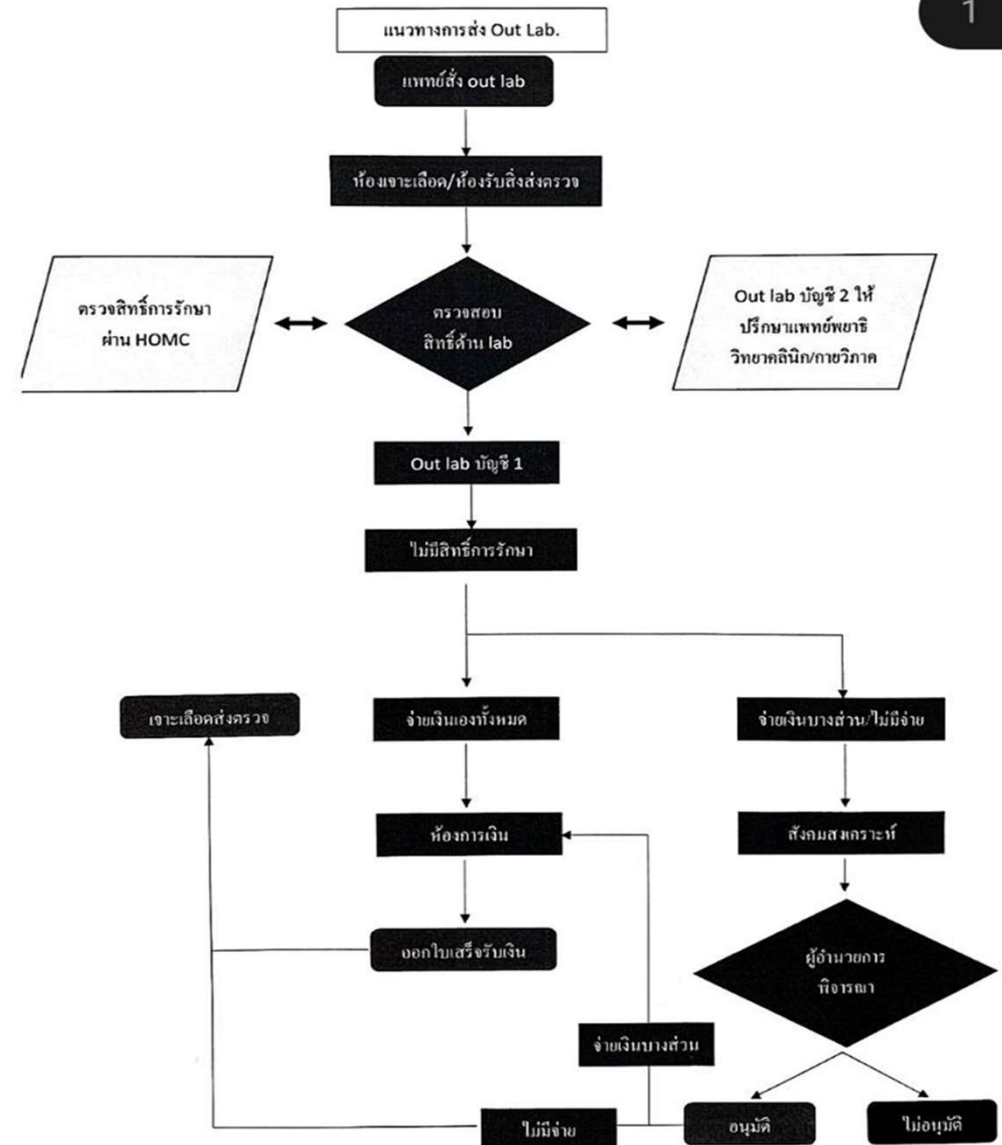 1
แนวทางการส่ง Out Lab.
แพทย์สั่ง out lab
ห้องเจาะเลือด/ห้องรับสิ่งส่งตรวจ
ตรวจสิทธิ์การรักษา
ผ่าน HOMC
ตรวจสอบ
สิทธิ์ด้าน lab
Out lab บัญชี 2 ให้
ปรึกษาแพทย์พยาธิ
วิทยาคลินิก/กายวิภาค
Out lab บัญชี 1
ไม่มีสิทธิ์การรักษา
เจาะเลือดส่งตรวจ
จ่ายเงินเองทั้งหมด
จ่ายเงินบางส่วน/ไม่มีจ่าย
ห้องการเงิน
สังคมสงเคราะห์
ออกใบเสร็จรับเงิน
ผู้อำนวยการ
พิจารณา
จ่ายเงินบางส่วน
ไม่มีจ่าย
อนุมัติ
ไม่อนุมัติ